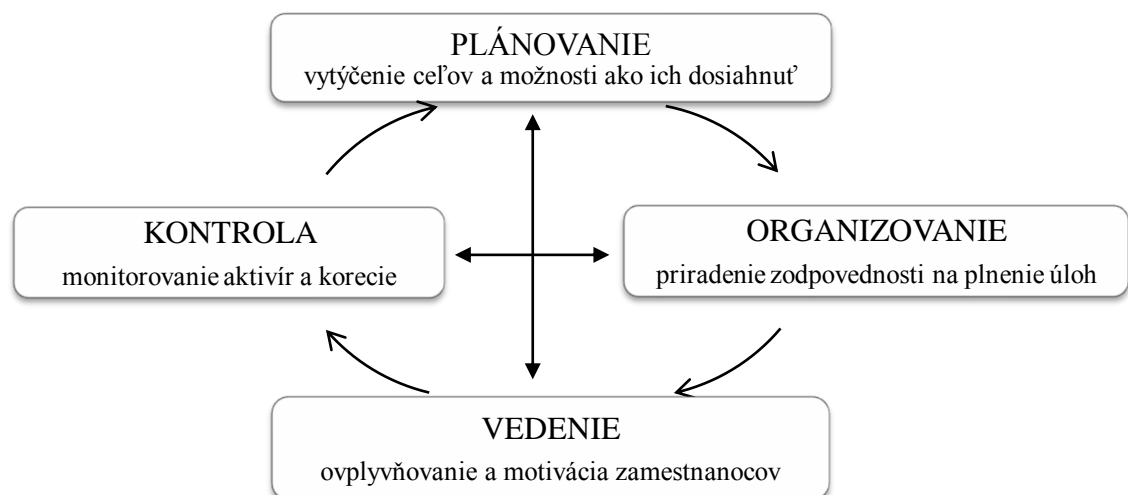 PLÁNOVANIE
vytýčenie ceľov a možnosti ako ich dosiahnuť
KONTROLA
monitorovanie aktivír a korecie
ORGANIZOVANIE
priradenie zodpovednosti na plnenie úloh
VEDENIE
ovplyvňovanie a motivácia zamestnanocov